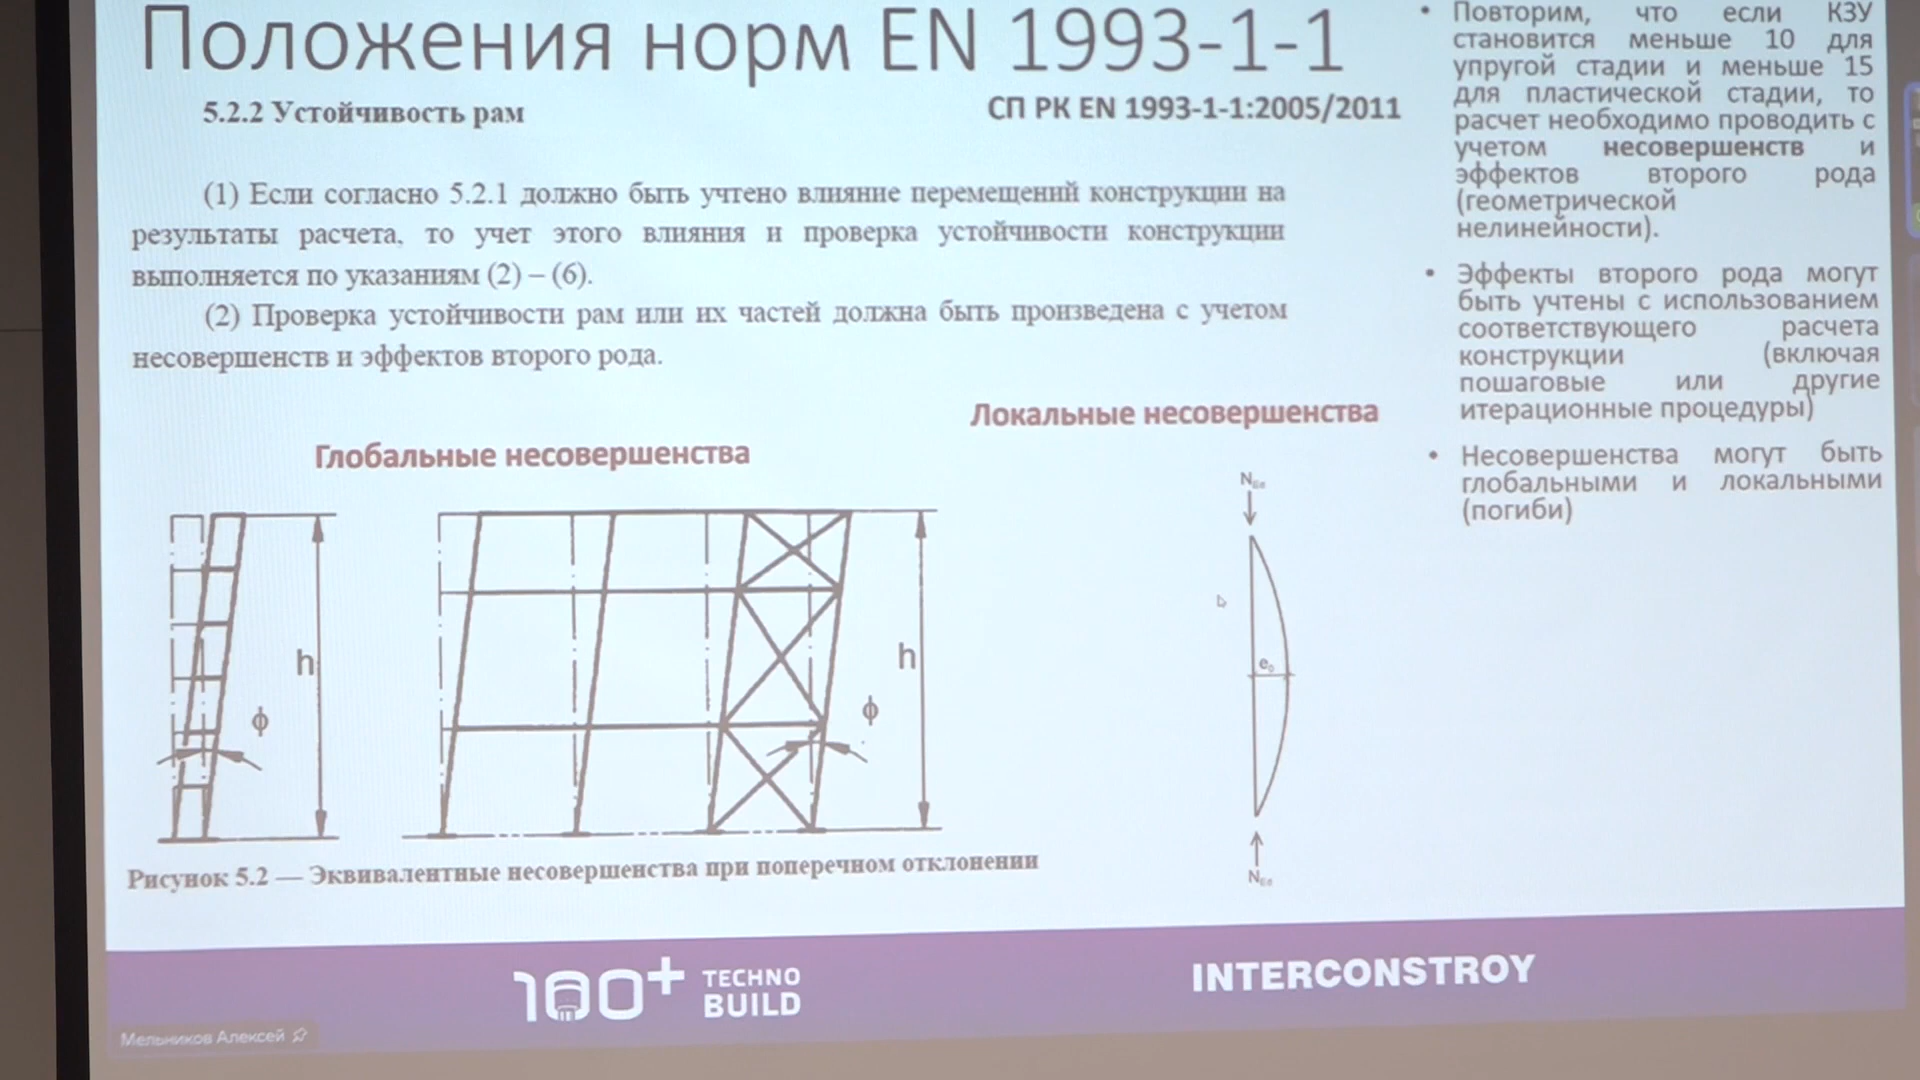 Положения норм EN 1993-1-1
5.2.2 Устойчивость рам
СП РК EN 1993-1-1:2005/2011
(1) Если согласно 5.2.1 должно быть учтено влияние перемещений конструкции на
результаты расчета, то учет этого влияния и проверка устойчивости конструкции
выполняется по указаниям (2) – (6).
(2) Проверка устойчивости рам или их частей должна быть произведена с учетом
несовершенств и эффектов второго рода.
Глобальные несовершенства
Локальные несовершенства
h
ϕ
h
ϕ
N_Ed
e₀
N_Ed
Рисунок 5.2 — Эквивалентные несовершенства при поперечном отклонении
• Повторим, что если КЗУ
становится меньше 10 для
упругой стадии и меньше 15
для пластической стадии, то
расчет необходимо проводить с
учетом несовершенств и
эффектов второго рода
(геометрической
нелинейности).
• Эффекты второго рода могут
быть учтены с использованием
соответствующего расчета
конструкции (включая
пошаговые или другие
итерационные процедуры)
• Несовершенства могут быть
глобальными и локальными
(погиби)
100+ TECHNO
BUILD
INTERCONSTROY
Мельников Алексей